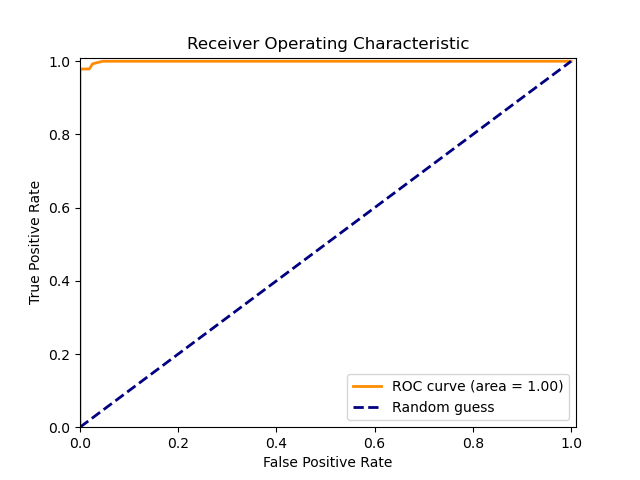 Receiver Operating Characteristic
1.0
0.8
0.6
0.4
0.2
0.0
True Positive Rate
ROC curve (area = 1.00)
Random guess
0.0 0.2 0.4 0.6 0.8 1.0
False Positive Rate